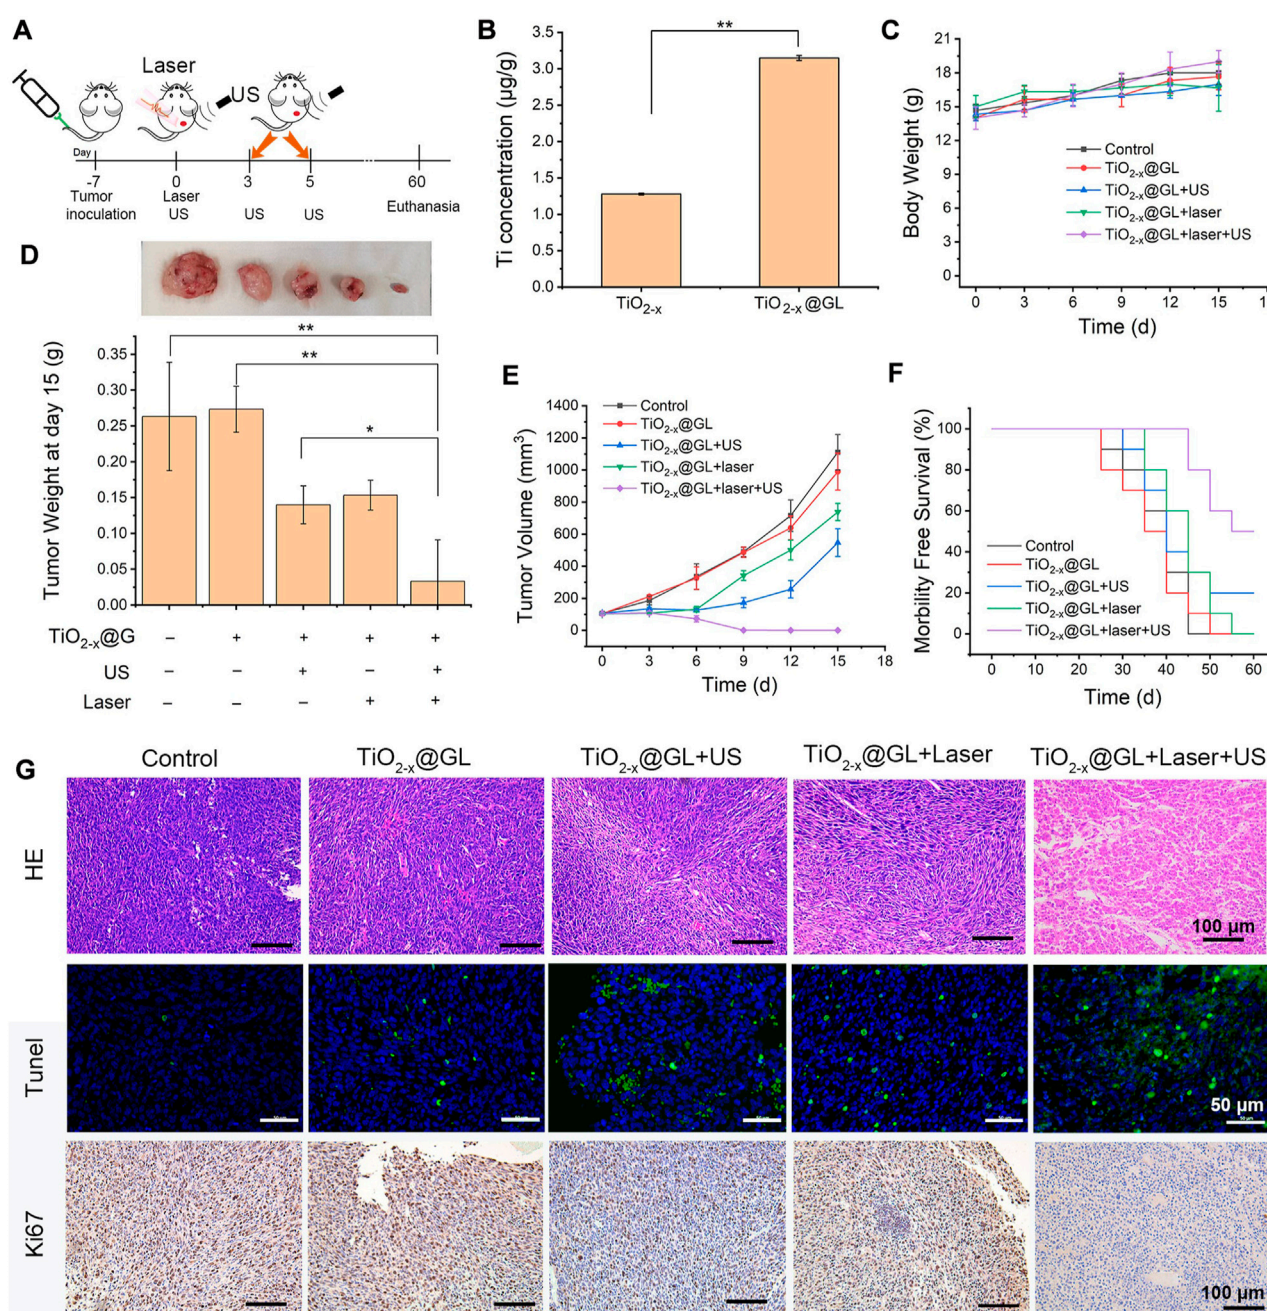 A
Laser
US
Day
-7
0
3
5
60
Tumor
inoculation
Laser
US
US
US
Euthanasia
B
Ti concentration (µg/g)
3.5
3.0
2.5
2.0
1.5
1.0
0.5
0.0
**
TiO2-x
TiO2-x@GL
C
Body Weight (g)
21
18
15
12
9
6
3
0
Control
TiO2-x@GL
TiO2-x@GL+US
TiO2-x@GL+laser
TiO2-x@GL+laser+US
0 3 6 9 12 15
Time (d)
D
Tumor Weight at day 15 (g)
0.35
0.30
0.25
0.20
0.15
0.10
0.05
0.00
**
**
*
TiO2-x@G – + + + +
US – – + – +
Laser – – – + +
E
Tumor Volume (mm³)
1400
1200
1000
800
600
400
200
0
Control
TiO2-x@GL
TiO2-x@GL+US
TiO2-x@GL+laser
TiO2-x@GL+laser+US
0 3 6 9 12 15 18
Time (d)
F
Morbility Free Survival (%)
100
80
60
40
20
0
Control
TiO2-x@GL
TiO2-x@GL+US
TiO2-x@GL+laser
TiO2-x@GL+laser+US
0 10 20 30 40 50 60
Time (d)
G
Control
TiO2-x@GL
TiO2-x@GL+US
TiO2-x@GL+Laser
TiO2-x@GL+Laser+US
HE
100 µm
Tunel
50 µm
Ki67
100 µm